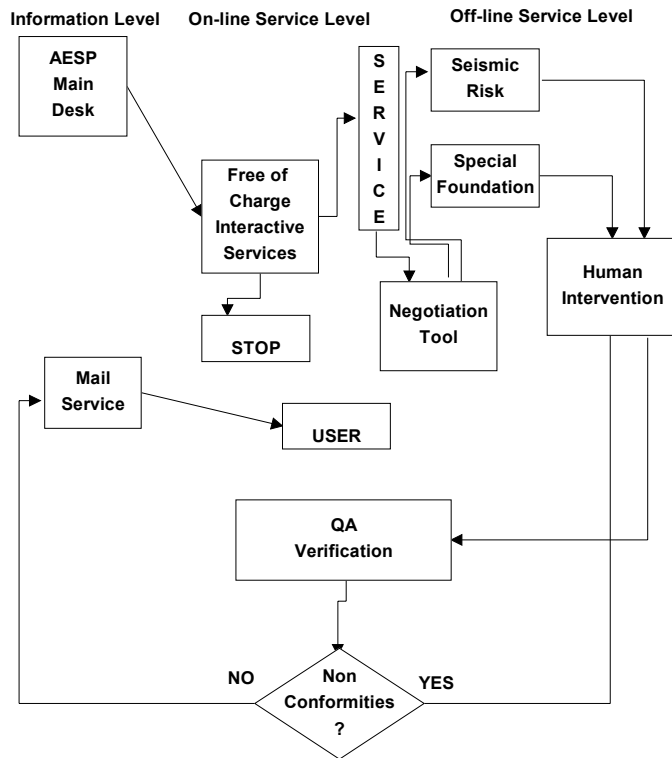 Information Level
On-line Service Level
Off-line Service Level
AESP
Main
Desk
S
E
R
V
I
C
E
Seismic
Risk
Free of
Charge
Interactive
Services
Special
Foundation
Negotiation
Tool
Human
Intervention
STOP
Mail
Service
USER
QA
Verification
NO
Non
Conformities
?
YES